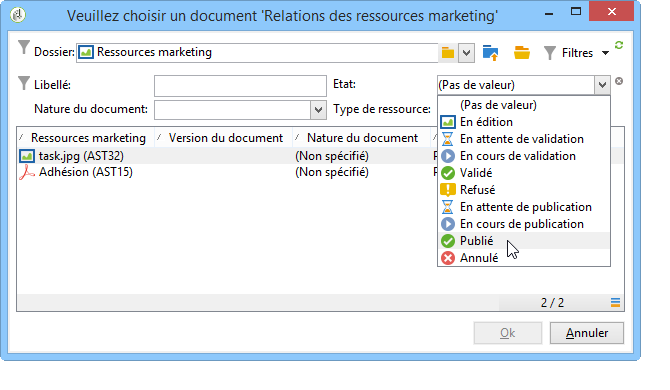 Veuillez choisir un document 'Relations des ressources marketing'
Dossier: Ressources marketing Filtres
Libellé: Etat: (Pas de valeur)
Nature du document: Type de ressource:
(Pas de valeur)
En édition
En attente de validation
En cours de validation
Validé
Refusé
En attente de publication
En cours de publication
Publié
Annulé
Ressources marketing Version du document Nature du document
task.jpg (AST32) (Non spécifié)
Adhésion (AST15) (Non spécifié)
2 / 2
Ok Annuler